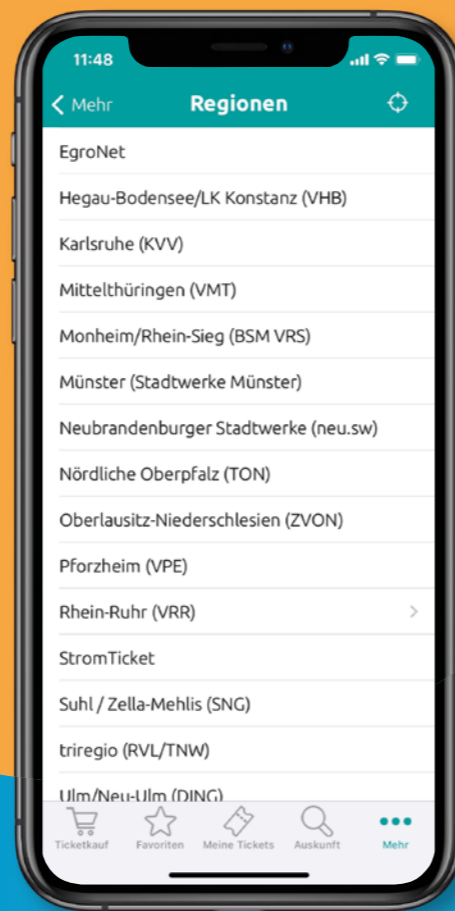 11:48
Mehr
Regionen
EgroNet
Hegau-Bodensee/LK Konstanz (VHB)
Karlsruhe (KVV)
Mittelthüringen (VMT)
Monheim/Rhein-Sieg (BSM VRS)
Münster (Stadtwerke Münster)
Neubrandenburger Stadtwerke (neu.sw)
Nördliche Oberpfalz (TON)
Oberlausitz-Niederschlesien (ZVON)
Pforzheim (VPE)
Rhein-Ruhr (VRR)
StromTicket
Suhl / Zella-Mehlis (SNG)
triregio (RVL/TNW)
Ulm/Neu-Ulm (DING)
Ticketkauf Favoriten Meine Tickets Auskunft Mehr